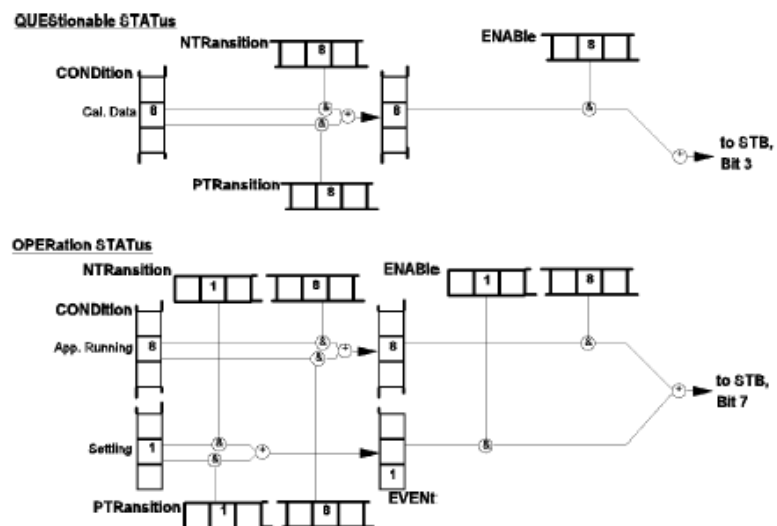 QUEStionable STATus
NTRansition
8
ENABle
8
CONDition
Cal. Data
8
&
&
+
8
&
+
to STB,
Bit 3
PTRansition
8
OPERation STATus
NTRansition
1
8
ENABle
1
8
CONDition
App. Running
8
&
&
+
8
&
+
to STB,
Bit 7
Settling
1
&
&
+
&
1
EVENt
PTRansition
1
8